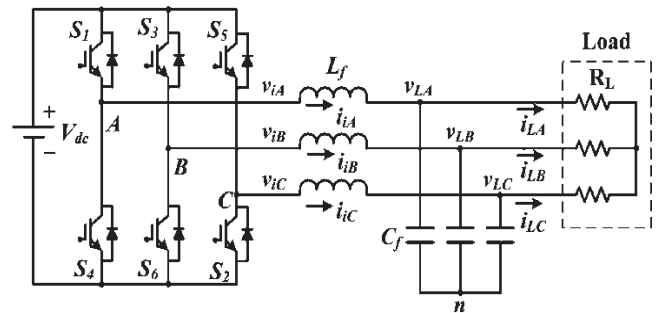 S1 S3 S5 Load
viA Lf vLA RL
+ Vdc − A iiA iLA
B viB iiB vLB iLB
C viC iiC vLC iLC
Cf
S4 S6 S2
n